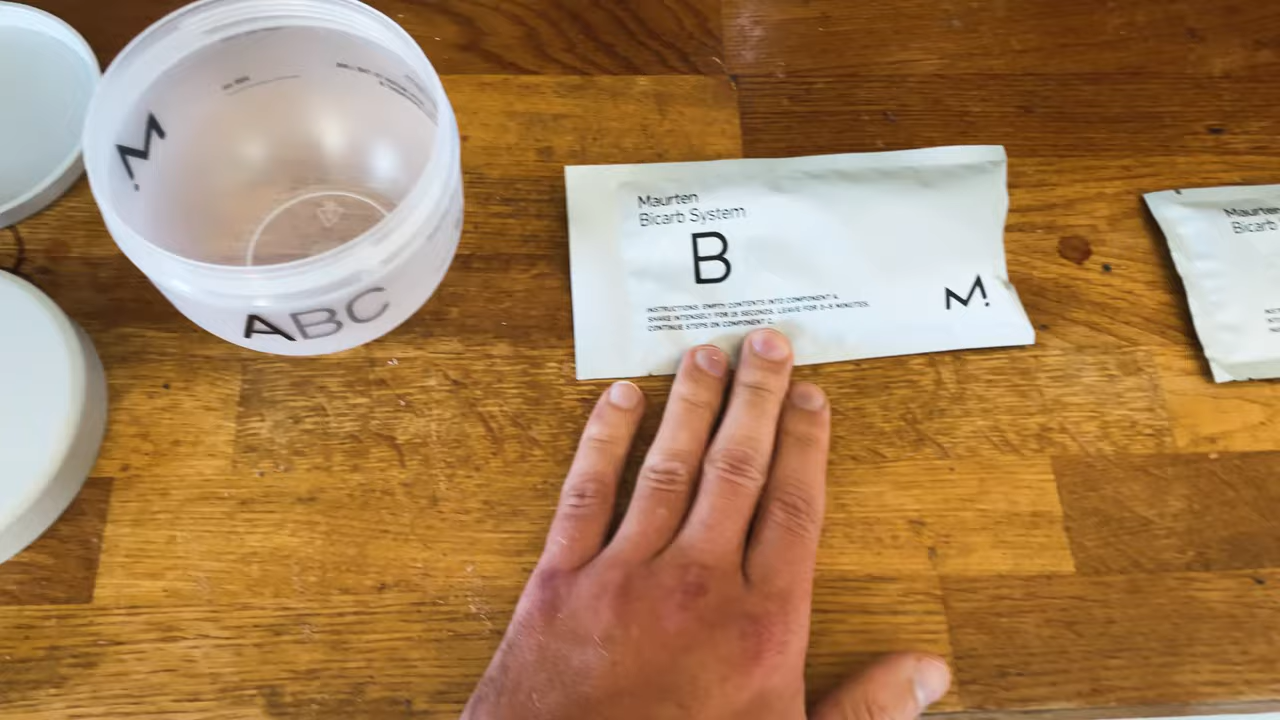 M!
ABC
Maurten
Bicarb System
B
INSTRUCTIONS: EMPTY CONTENTS INTO COMPONENT A.
SHAKE INTENSELY FOR 15 SECONDS. LEAVE FOR 2–5 MINUTES.
CONTINUE STEPS ON COMPONENT C.
M!
Maurten
Bicarb